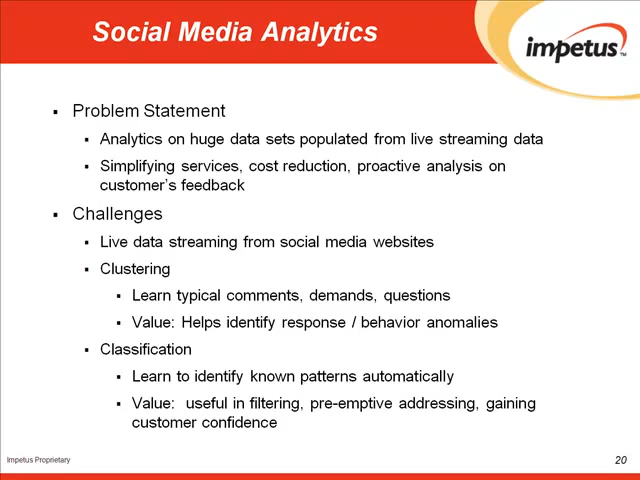 Social Media Analytics
impetus™
▪ Problem Statement
▪ Analytics on huge data sets populated from live streaming data
▪ Simplifying services, cost reduction, proactive analysis on
customer's feedback
▪ Challenges
▪ Live data streaming from social media websites
▪ Clustering
▪ Learn typical comments, demands, questions
▪ Value: Helps identify response / behavior anomalies
▪ Classification
▪ Learn to identify known patterns automatically
▪ Value:  useful in filtering, pre-emptive addressing, gaining
customer confidence
Impetus Proprietary
20